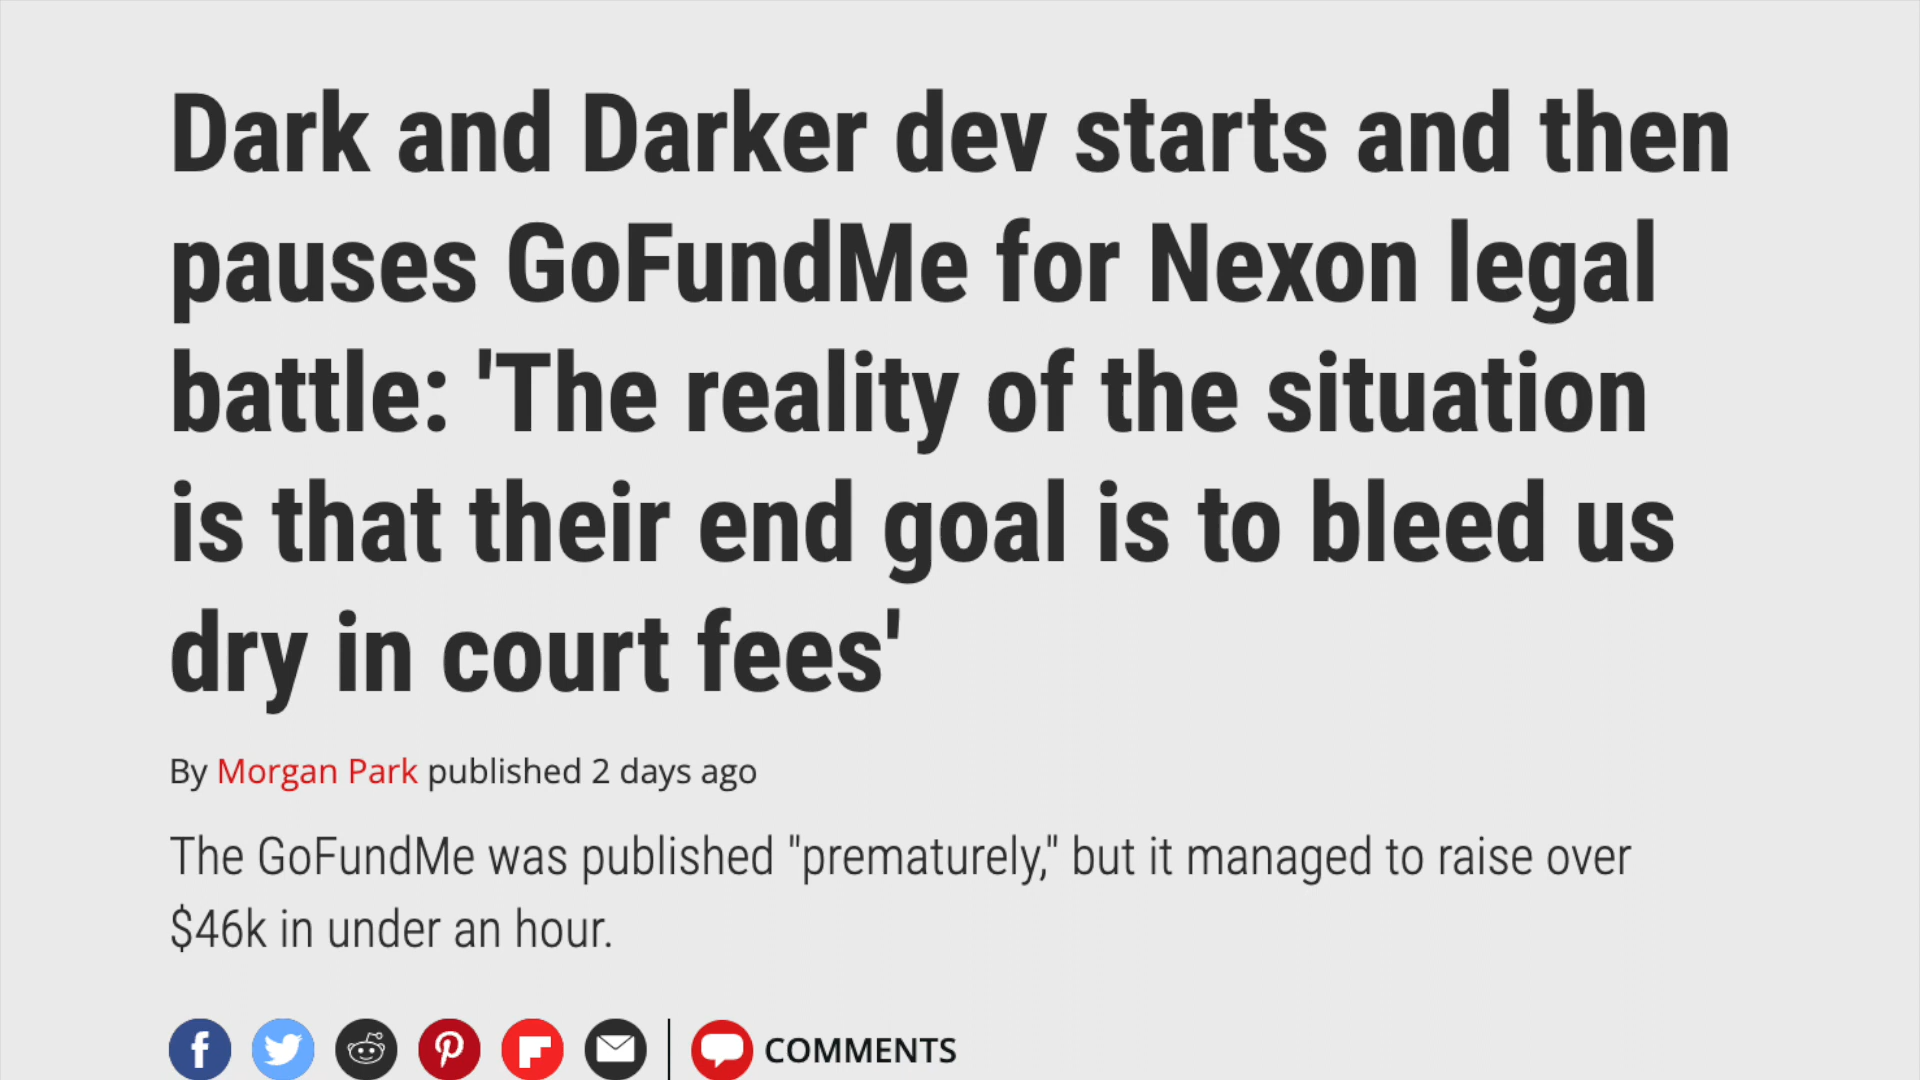 Dark and Darker dev starts and then
pauses GoFundMe for Nexon legal
battle: 'The reality of the situation
is that their end goal is to bleed us
dry in court fees'
By Morgan Park published 2 days ago
The GoFundMe was published "prematurely," but it managed to raise over
$46k in under an hour.
COMMENTS